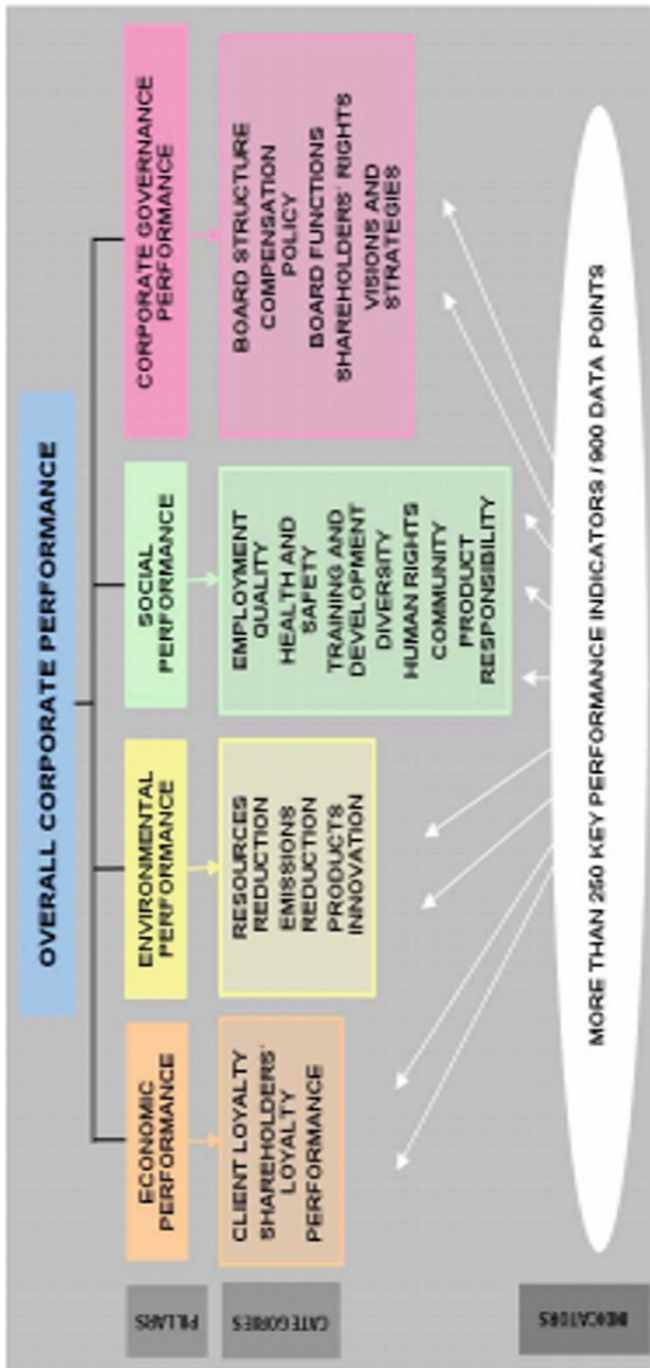 OVERALL CORPORATE PERFORMANCE
PILLARS
ECONOMIC
PERFORMANCE
ENVIRONMENTAL
PERFORMANCE
SOCIAL
PERFORMANCE
CORPORATE GOVERNANCE
PERFORMANCE
CATEGORIES
CLIENT LOYALTY
SHAREHOLDERS'
LOYALTY
PERFORMANCE
RESOURCES
REDUCTION
EMISSIONS
REDUCTION
PRODUCTS
INNOVATION
EMPLOYMENT
QUALITY
HEALTH AND
SAFETY
TRAINING AND
DEVELOPMENT
DIVERSITY
HUMAN RIGHTS
COMMUNITY
PRODUCT
RESPONSIBILITY
BOARD STRUCTURE
COMPENSATION
POLICY
BOARD FUNCTIONS
SHAREHOLDERS' RIGHTS
VISIONS AND
STRATEGIES
INDICATORS
MORE THAN 250 KEY PERFORMANCE INDICATORS / 900 DATA POINTS